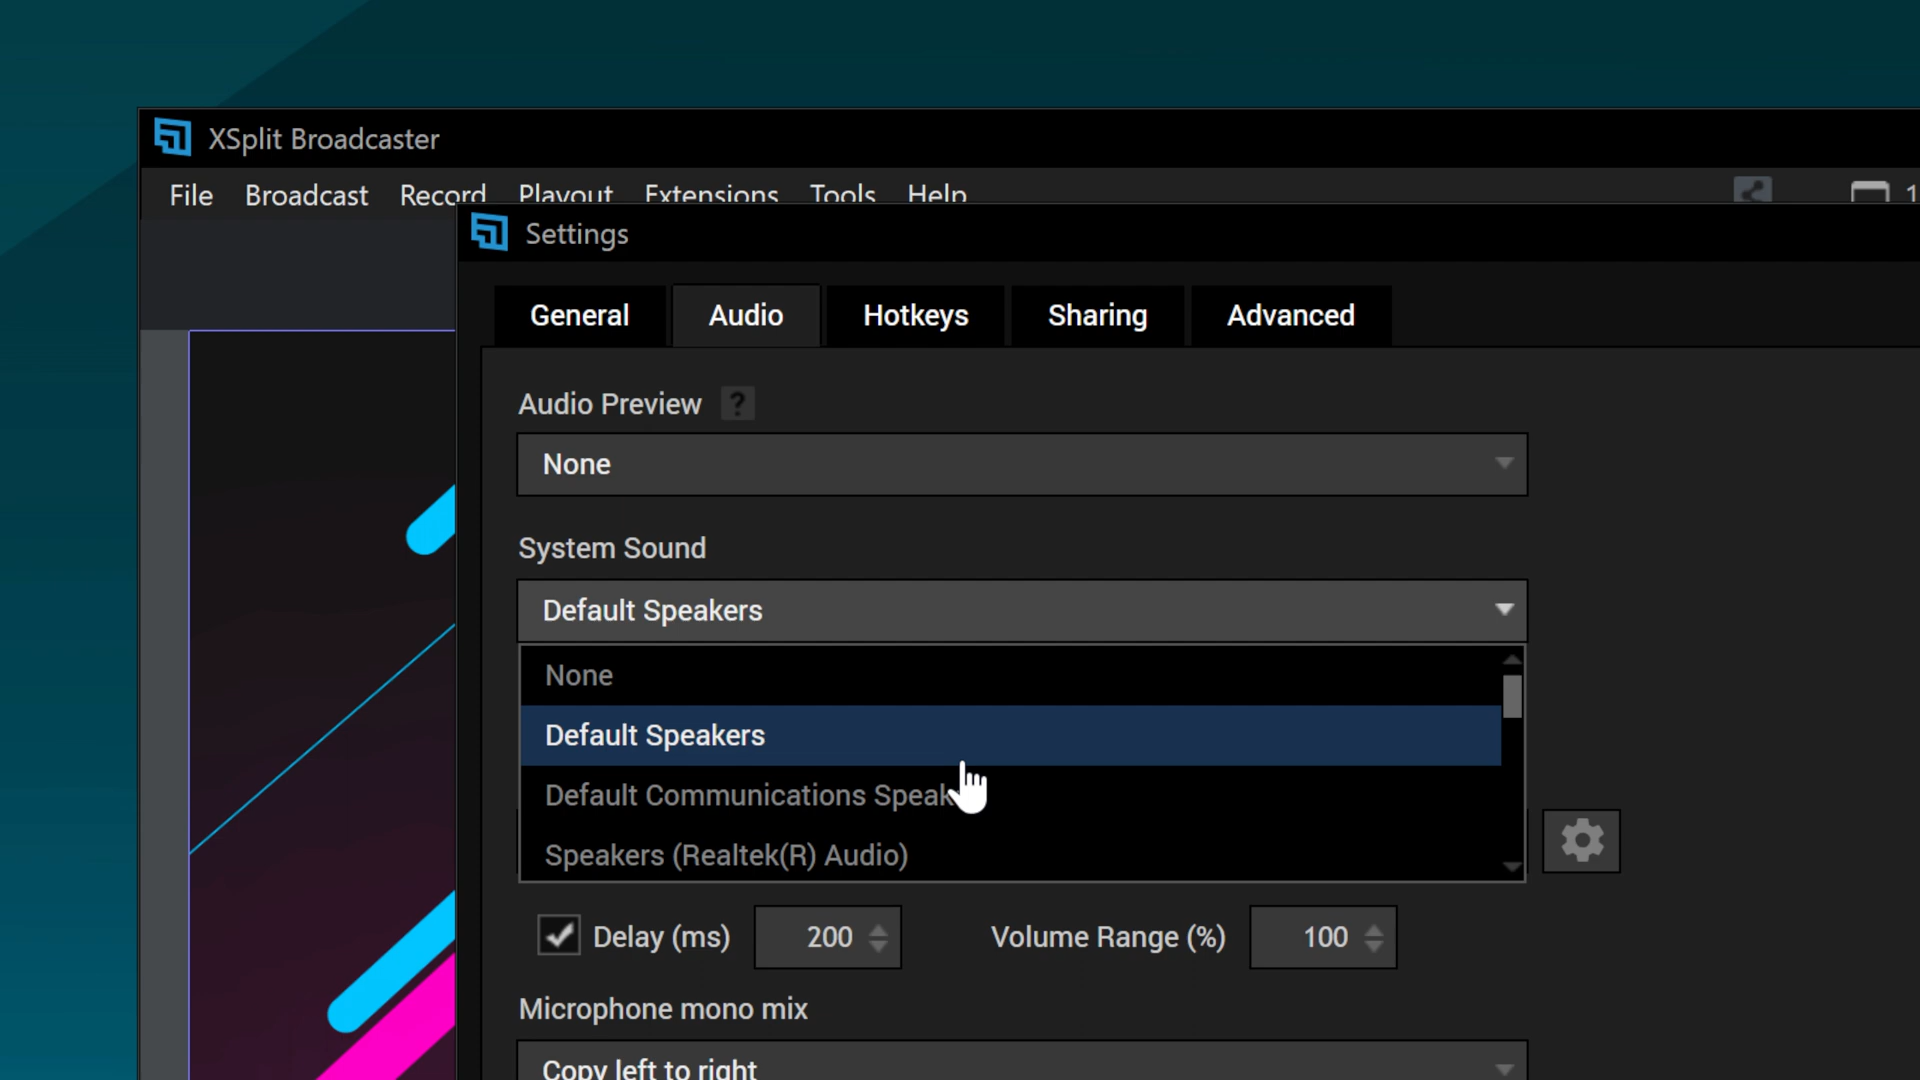 XSplit Broadcaster
File Broadcast Record Playout Extensions Tools Help 1
Settings
General Audio Hotkeys Sharing Advanced
Audio Preview ?
None
System Sound
Default Speakers
None
Default Speakers
Default Communications Speak
Speakers (Realtek(R) Audio)
Delay (ms) 200 Volume Range (%) 100
Microphone mono mix
Copy left to right